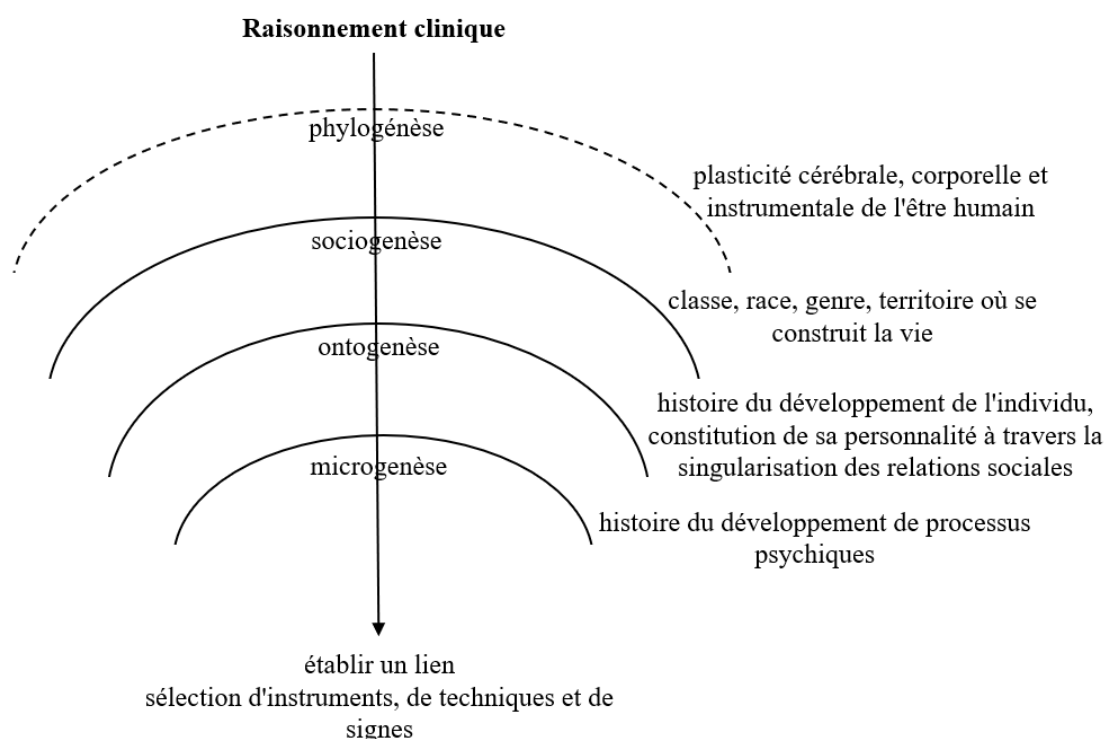 Raisonnement clinique
phylogénèse
plasticité cérébrale, corporelle et
instrumentale de l'être humain
sociogenèse
classe, race, genre, territoire où se
construit la vie
ontogenèse
histoire du développement de l'individu,
constitution de sa personnalité à travers la
singularisation des relations sociales
microgenèse
histoire du développement de processus
psychiques
établir un lien
sélection d'instruments, de techniques et de
signes